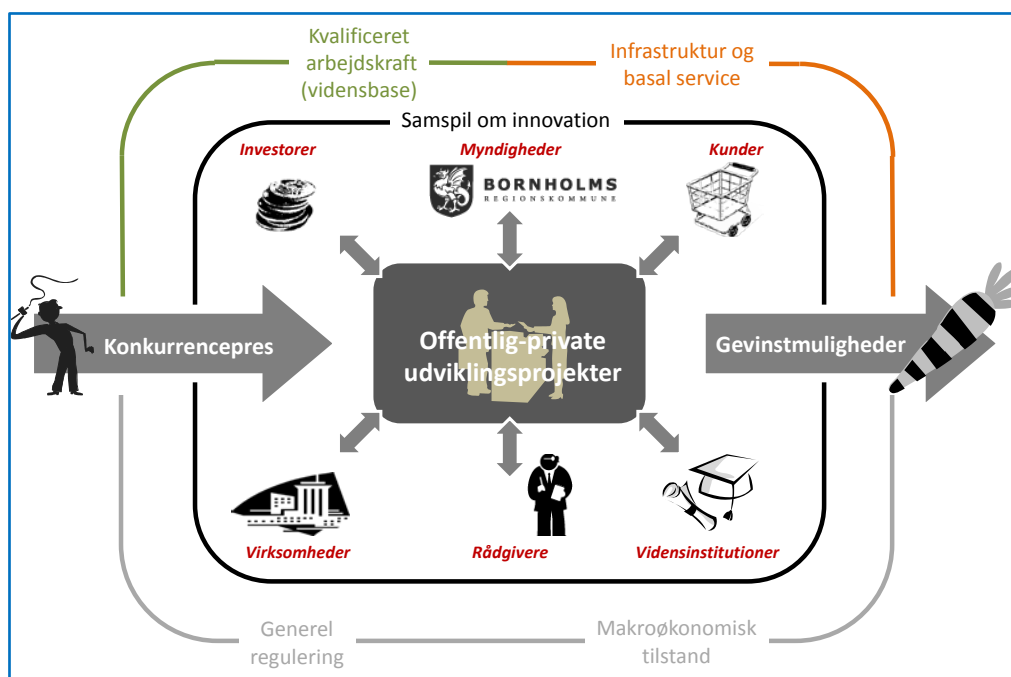 Kvalificeret
arbejdskraft
(vidensbase)
Infrastruktur og
basal service
Samspil om innovation
Investorer
Myndigheder
Kunder
BORNHOLMS
REGIONSKOMMUNE
Konkurrencepres
Offentlig-private
udviklingsprojekter
Gevinstmuligheder
Virksomheder
Rådgivere
Vidensinstitutioner
Generel
regulering
Makroøkonomisk
tilstand